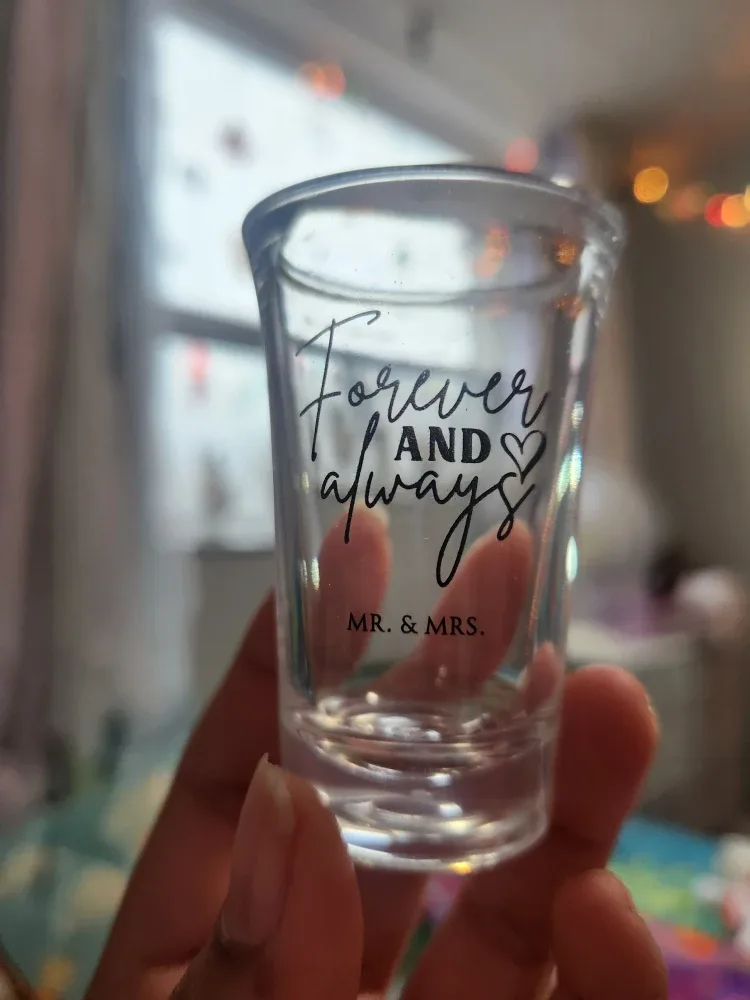 Forever
AND
always
MR. & MRS.